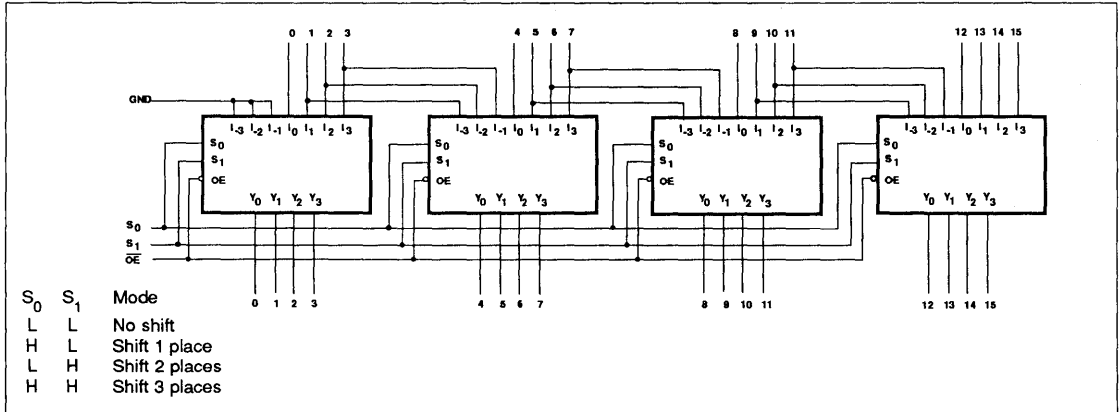 0 1 2 3 4 5 6 7 8 9 10 11 12 13 14 15
GND
I-3 I-2 I-1 I0 I1 I2 I3 I-3 I-2 I-1 I0 I1 I2 I3 I-3 I-2 I-1 I0 I1 I2 I3 I-3 I-2 I-1 I0 I1 I2 I3
S0 S0 S0 S0
S1 S1 S1 S1
OE OE OE OE
Y0 Y1 Y2 Y3 Y0 Y1 Y2 Y3 Y0 Y1 Y2 Y3 Y0 Y1 Y2 Y3
S0
S1
OE
0 1 2 3 4 5 6 7 8 9 10 11 12 13 14 15
S0 S1 Mode
L L No shift
H L Shift 1 place
L H Shift 2 places
H H Shift 3 places